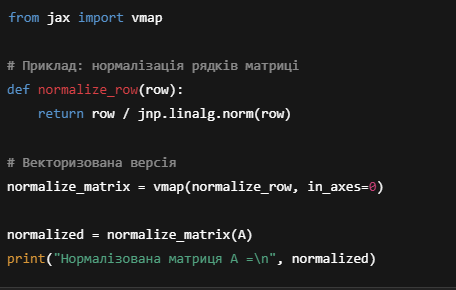 from jax import vmap
# Приклад: нормалізація рядків матриці
def normalize_row(row):
    return row / jnp.linalg.norm(row)
# Векторизована версія
normalize_matrix = vmap(normalize_row, in_axes=0)
normalized = normalize_matrix(A)
print("Нормалізована матриця A =\n", normalized)